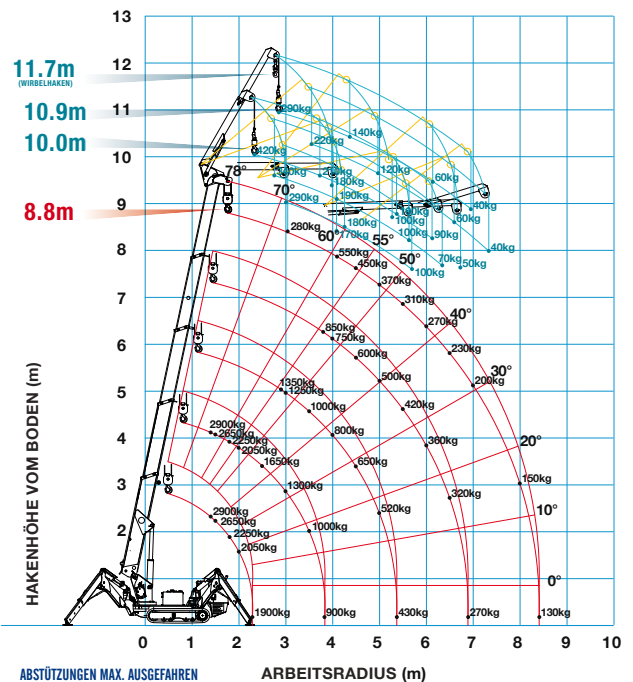 13
12
11
10
9
8
7
6
5
4
3
2
HAKENHÖHE VOM BODEN (m)
11.7m
(WIRBELHAKEN)
10.9m
10.0m
8.8m
78°
70°
60°
55°
50°
40°
30°
20°
10°
0°
290kg
220kg
140kg
120kg
60kg
40kg
40kg
420kg
180kg
190kg
100kg
60kg
50kg
290kg
180kg
170kg
100kg
100kg
90kg
70kg
100kg
280kg
550kg
450kg
370kg
310kg
270kg
230kg
200kg
150kg
130kg
850kg
750kg
600kg
500kg
420kg
360kg
320kg
270kg
1350kg
1250kg
1000kg
800kg
650kg
520kg
430kg
2900kg
2650kg
2250kg
2050kg
1650kg
1300kg
1000kg
900kg
2900kg
2650kg
2250kg
2050kg
1900kg
0 1 2 3 4 5 6 7 8 9 10
ABSTÜTZUNGEN MAX. AUSGEFAHREN
ARBEITSRADIUS (m)